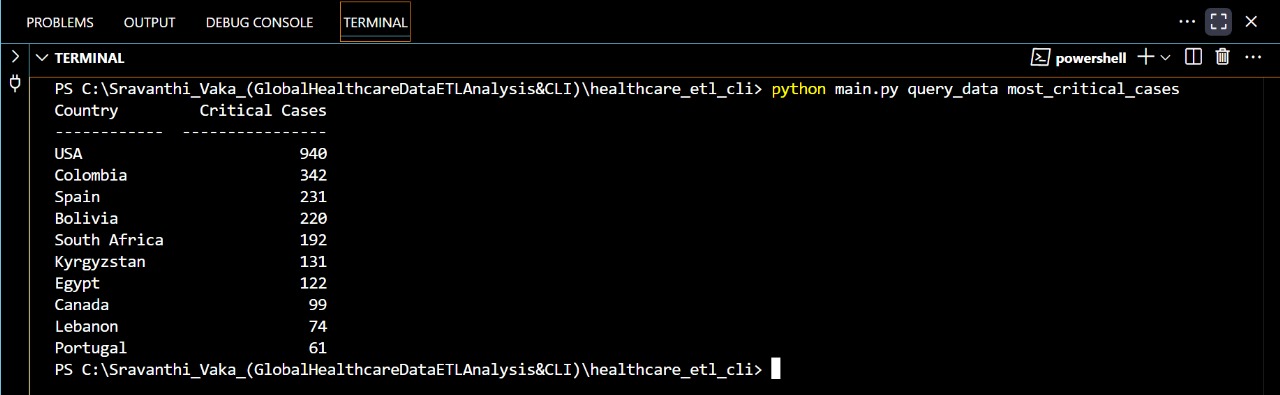 PROBLEMS OUTPUT DEBUG CONSOLE TERMINAL
TERMINAL powershell
PS C:\Sravanthi_Vaka_(GlobalHealthcareDataETLAnalysis&CLI)\healthcare_etl_cli> python main.py query_data most_critical_cases
Country Critical Cases
------------ ----------------
USA 940
Colombia 342
Spain 231
Bolivia 220
South Africa 192
Kyrgyzstan 131
Egypt 122
Canada 99
Lebanon 74
Portugal 61
PS C:\Sravanthi_Vaka_(GlobalHealthcareDataETLAnalysis&CLI)\healthcare_etl_cli>